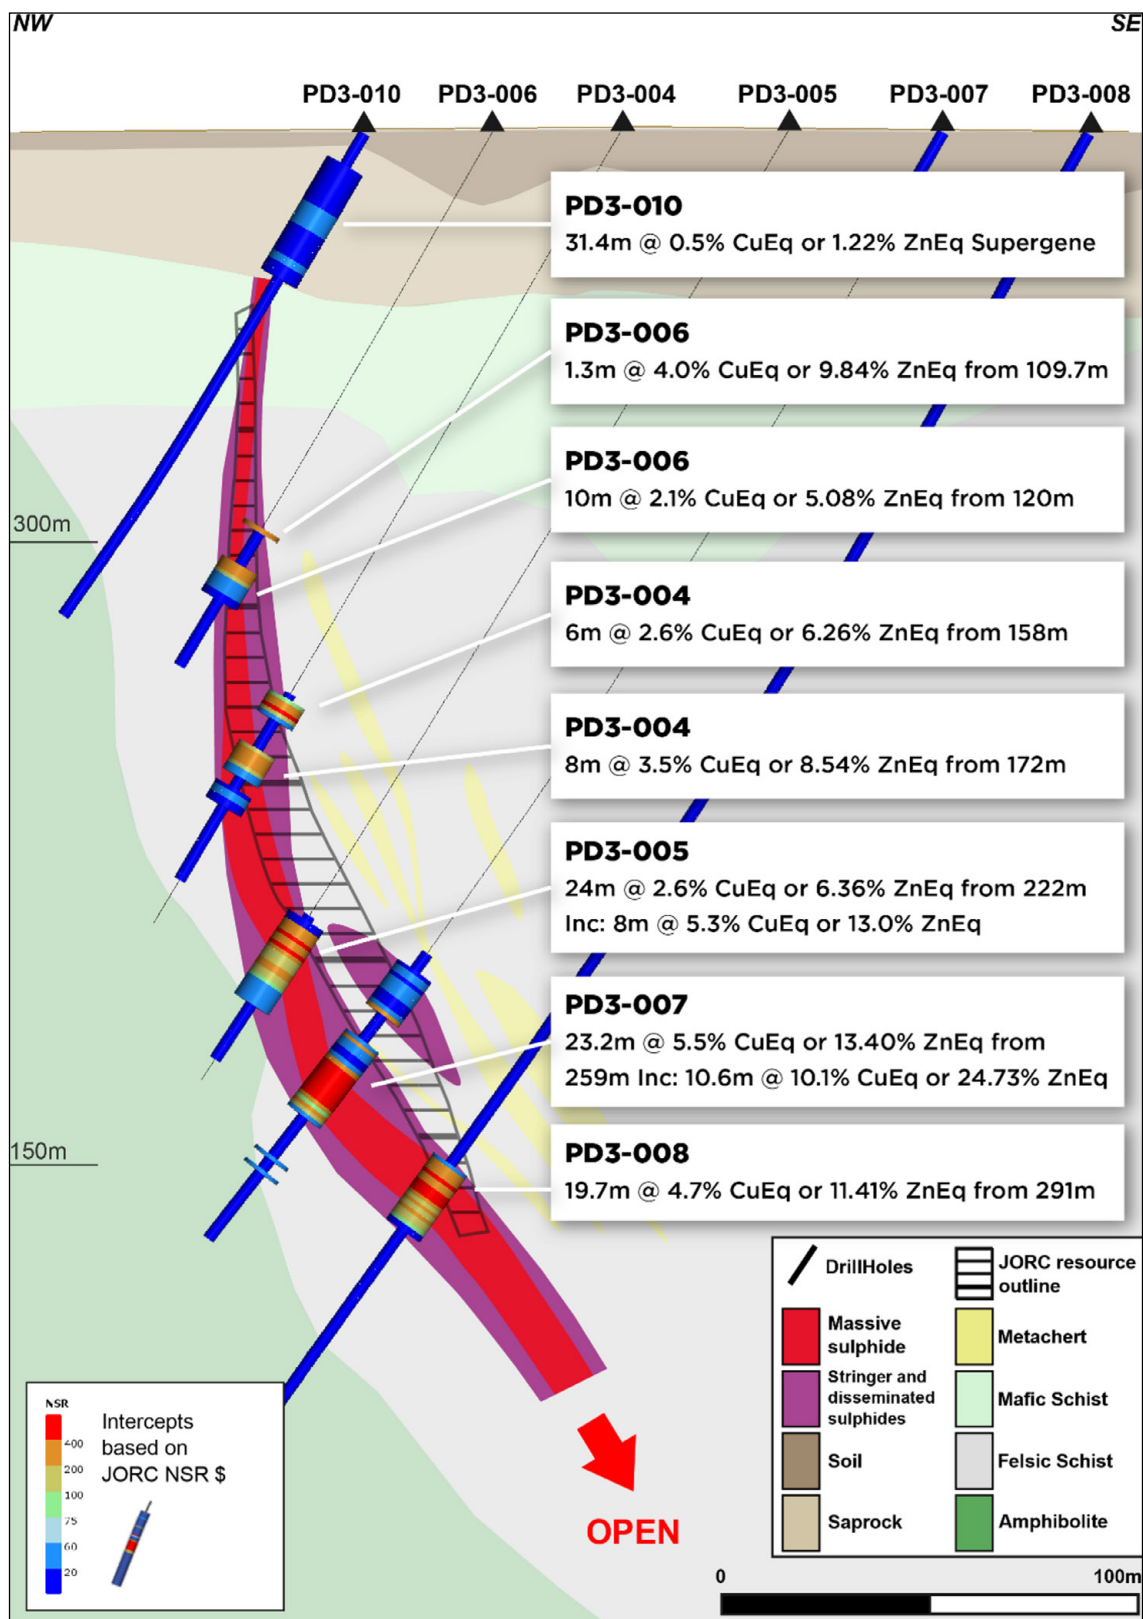 NW
SE
PD3-010 PD3-006 PD3-004 PD3-005 PD3-007 PD3-008
PD3-010
31.4m @ 0.5% CuEq or 1.22% ZnEq Supergene
PD3-006
1.3m @ 4.0% CuEq or 9.84% ZnEq from 109.7m
PD3-006
10m @ 2.1% CuEq or 5.08% ZnEq from 120m
300m
PD3-004
6m @ 2.6% CuEq or 6.26% ZnEq from 158m
PD3-004
8m @ 3.5% CuEq or 8.54% ZnEq from 172m
PD3-005
24m @ 2.6% CuEq or 6.36% ZnEq from 222m
Inc: 8m @ 5.3% CuEq or 13.0% ZnEq
PD3-007
23.2m @ 5.5% CuEq or 13.40% ZnEq from
259m Inc: 10.6m @ 10.1% CuEq or 24.73% ZnEq
150m
PD3-008
19.7m @ 4.7% CuEq or 11.41% ZnEq from 291m
DrillHoles
JORC resource
outline
Massive
sulphide
Metachert
Stringer and
disseminated
sulphides
Mafic Schist
Soil
Felsic Schist
Saprock
Amphibolite
NSR
400
200
100
75
60
20
Intercepts
based on
JORC NSR $
OPEN
0
100m